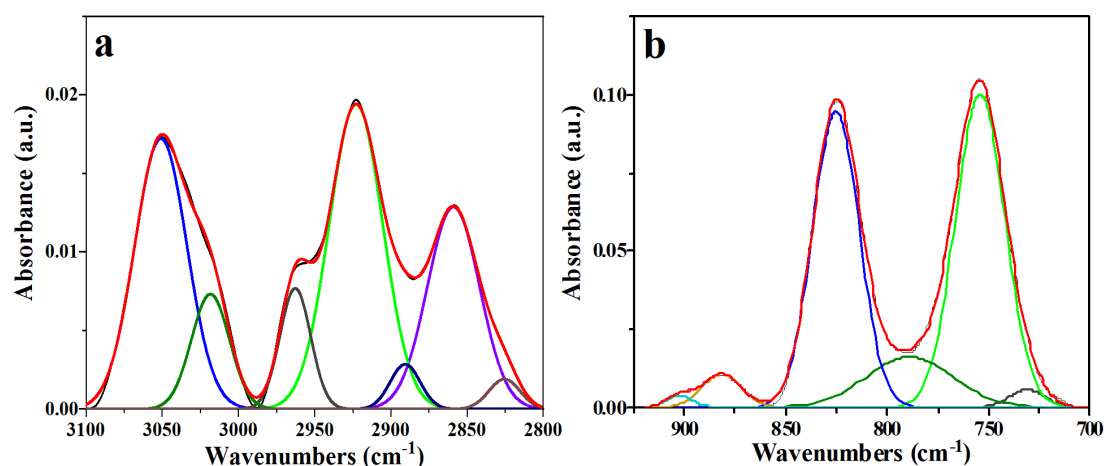 a
0.02
0.01
0.00
Absorbance (a.u.)
3100 3050 3000 2950 2900 2850 2800
Wavenumbers (cm-1)
b
0.10
0.05
0.00
Absorbance (a.u.)
900 850 800 750 700
Wavenumbers (cm-1)